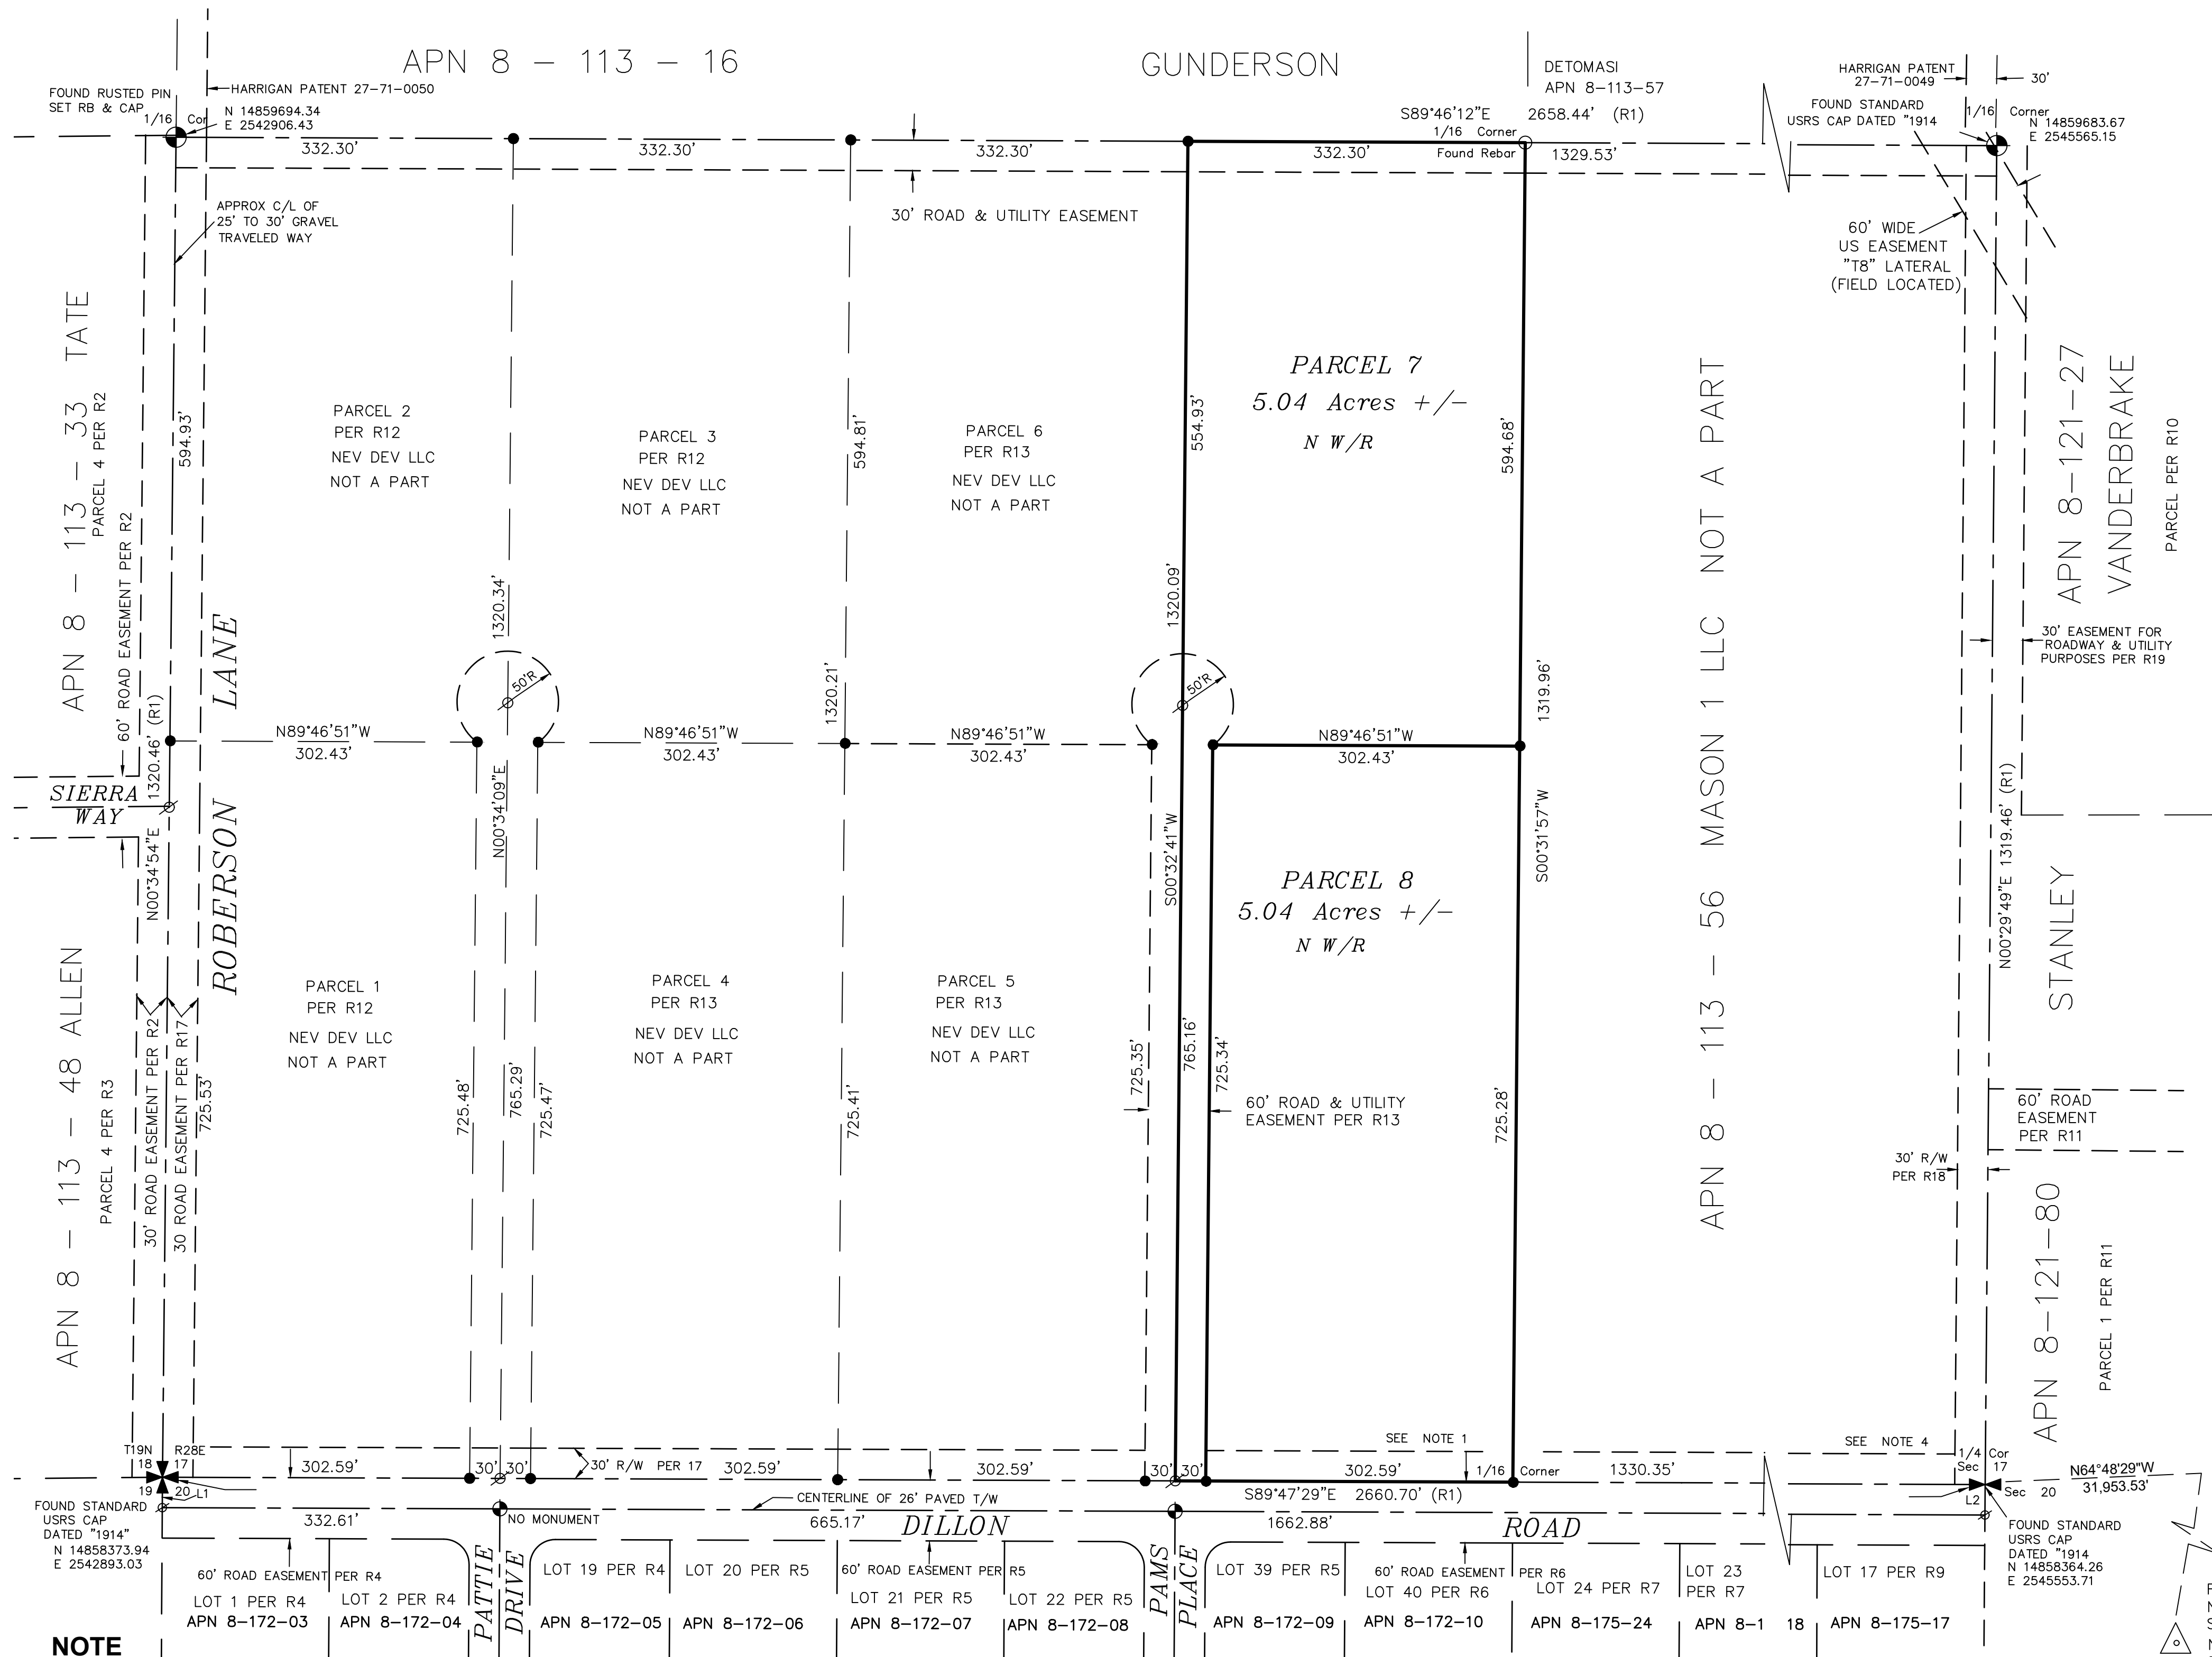 APN 8 – 113 – 16
GUNDERSON
DETOMASI
APN 8–113–57
HARRIGAN PATENT
27–71–0049
30'
FOUND RUSTED PIN
SET RB & CAP
1/16 Cor
HARRIGAN PATENT 27–71–0050
N 14859694.34
E 2542906.43
S89°46'12"E 2658.44' (R1)
1/16 Corner
Found Rebar
FOUND STANDARD
USRS CAP DATED "1914
1/16 Corner
N 14859683.67
E 2545565.15
332.30'
332.30'
332.30'
332.30'
1329.53'
APPROX C/L OF
25' TO 30' GRAVEL
TRAVELED WAY
30' ROAD & UTILITY EASEMENT
60' WIDE
US EASEMENT
"T8" LATERAL
(FIELD LOCATED)
APN 8 – 113 – 33 TATE
PARCEL 4 PER R2
60' ROAD EASEMENT PER R2
594.93'
PARCEL 2
PER R12
NEV DEV LLC
NOT A PART
PARCEL 3
PER R12
NEV DEV LLC
NOT A PART
594.81'
PARCEL 6
PER R13
NEV DEV LLC
NOT A PART
554.93'
PARCEL 7
5.04 Acres +/–
N W/R
594.68'
APN 8 – 113 – 56 MASON 1 LLC NOT A PART
APN 8–121–27
VANDERBRAKE
PARCEL PER R10
30' EASEMENT FOR
ROADWAY & UTILITY
PURPOSES PER R19
ROBERSON LANE
1320.46' (R1)
N00°34'54"E
1320.34'
50'R
N00°34'09"E
1320.21'
1320.09'
50'R
S00°32'41"W
1319.96'
S00°31'57"W
N00°29'49"E 1319.46' (R1)
N89°46'51"W
302.43'
N89°46'51"W
302.43'
N89°46'51"W
302.43'
N89°46'51"W
302.43'
SIERRA
WAY
APN 8 – 113 – 48 ALLEN
PARCEL 4 PER R3
30' ROAD EASEMENT PER R2
30 ROAD EASEMENT PER R17
725.53'
PARCEL 1
PER R12
NEV DEV LLC
NOT A PART
725.48'
765.29'
725.47'
PARCEL 4
PER R13
NEV DEV LLC
NOT A PART
725.41'
PARCEL 5
PER R13
NEV DEV LLC
NOT A PART
725.35'
765.16'
725.34'
PARCEL 8
5.04 Acres +/–
N W/R
60' ROAD & UTILITY
EASEMENT PER R13
725.28'
STANLEY
60' ROAD
EASEMENT
PER R11
30' R/W
PER R18
APN 8–121–80
PARCEL 1 PER R11
T19N R28E
18 17
19 20
L1
302.59'
30' 30'
30' R/W PER 17
302.59'
302.59'
30' 30'
302.59'
SEE NOTE 1
1/16 Corner
1330.35'
SEE NOTE 4
1/4 Cor
Sec 17
Sec 20
L2
N64°48'29"W
31,953.53'
S89°47'29"E 2660.70' (R1)
FOUND STANDARD
USRS CAP
DATED "1914"
N 14858373.94
E 2542893.03
332.61'
NO MONUMENT
CENTERLINE OF 26' PAVED T/W
665.17'
DILLON ROAD
1662.88'
FOUND STANDARD
USRS CAP
DATED "1914
N 14858364.26
E 2545553.71
60' ROAD EASEMENT PER R4
LOT 1 PER R4
APN 8–172–03
LOT 2 PER R4
APN 8–172–04
PATTIE
DRIVE
LOT 19 PER R4
APN 8–172–05
LOT 20 PER R5
APN 8–172–06
60' ROAD EASEMENT PER R5
LOT 21 PER R5
APN 8–172–07
LOT 22 PER R5
APN 8–172–08
PAMS
PLACE
LOT 39 PER R5
APN 8–172–09
60' ROAD EASEMENT PER R6
LOT 40 PER R6
APN 8–172–10
LOT 24 PER R7
APN 8–175–24
LOT 23
PER R7
APN 8–1 18
LOT 17 PER R9
APN 8–175–17
NOTE